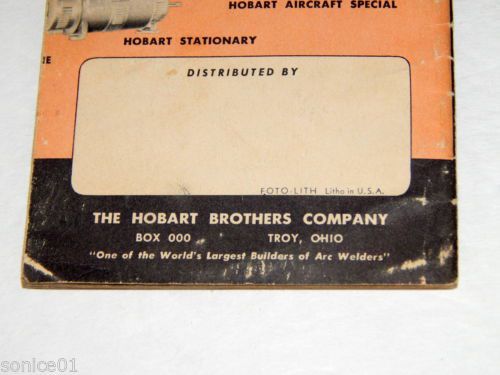 HOBART AIRCRAFT SPECIAL
HOBART STATIONARY
NE
DISTRIBUTED BY
FOTO-LITH Litho in U.S.A.
THE HOBART BROTHERS COMPANY
BOX 000 TROY, OHIO
"One of the World's Largest Builders of Arc Welders"
sonice01